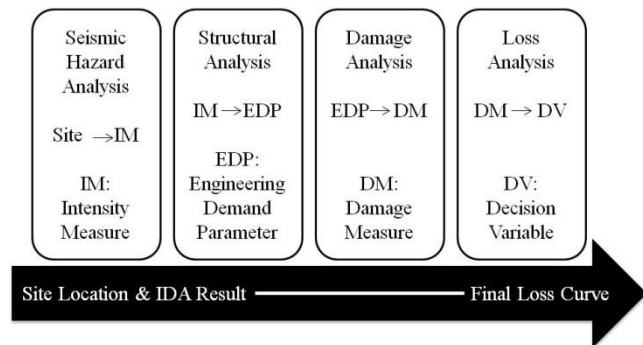 Seismic
Hazard
Analysis
Site →IM
IM:
Intensity
Measure
Structural
Analysis
IM→EDP
EDP:
Engineering
Demand
Parameter
Damage
Analysis
EDP→DM
DM:
Damage
Measure
Loss
Analysis
DM→DV
DV:
Decision
Variable
Site Location & IDA Result
Final Loss Curve